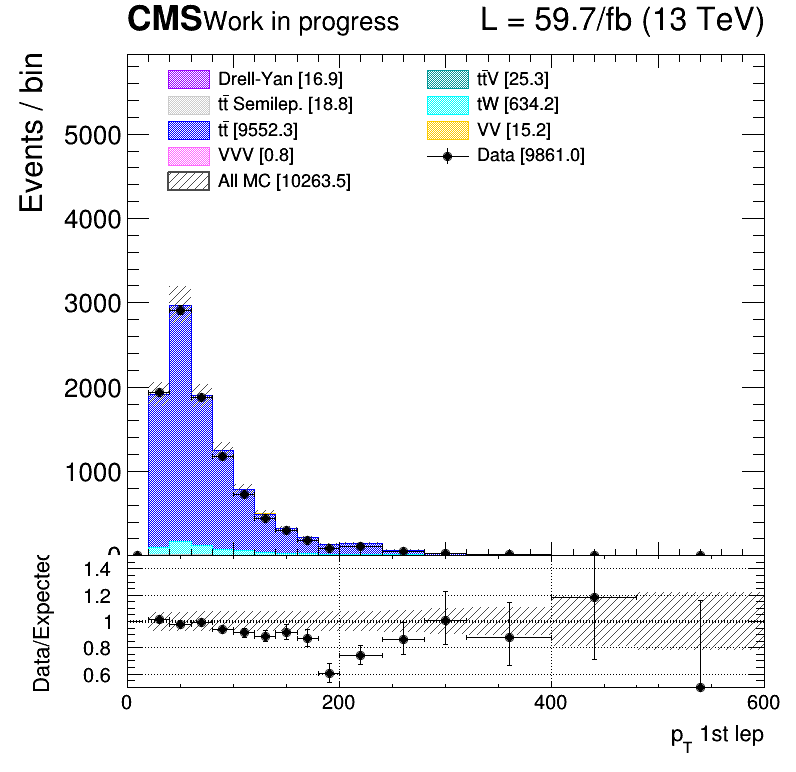 CMS Work in progress L = 59.7/fb (13 TeV)
Events / bin
Drell-Yan [16.9]
tt̄ Semilep. [18.8]
tt̄ [9552.3]
VVV [0.8]
All MC [10263.5]
tt̄V [25.3]
tW [634.2]
VV [15.2]
Data [9861.0]
5000
4000
3000
2000
1000
0
Data/Expected
1.4
1.2
1
0.8
0.6
0 200 400 600
p_T 1st lep